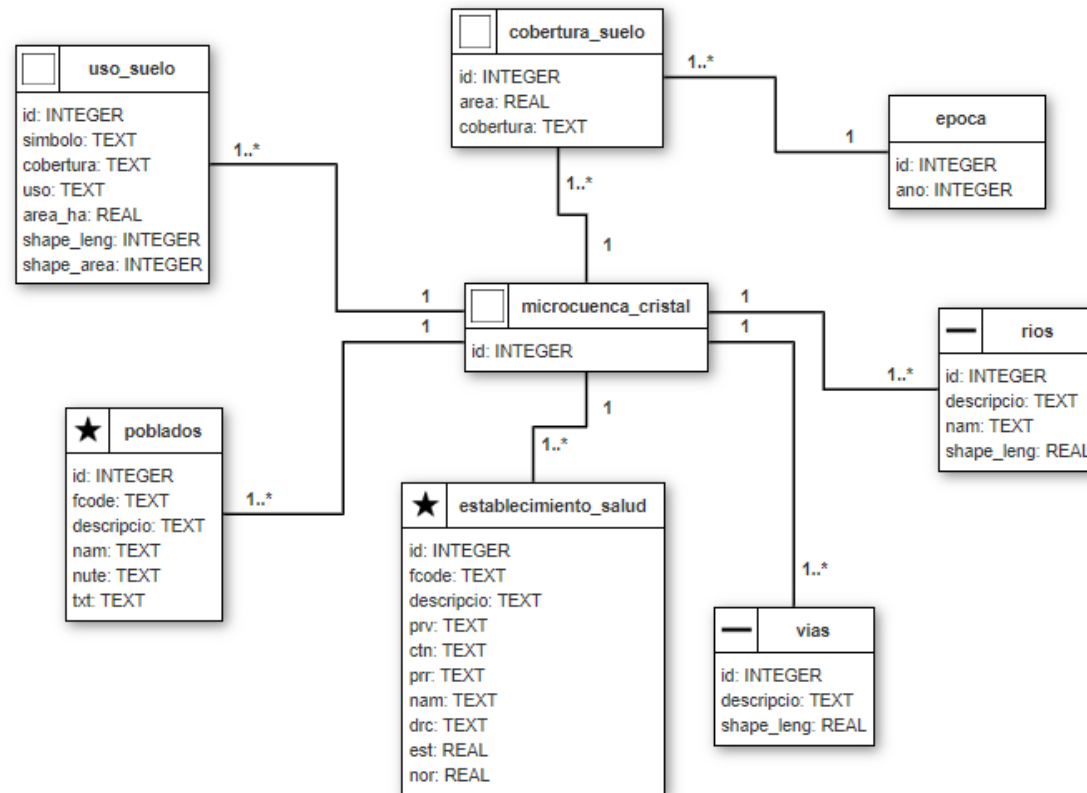 cobertura_suelo
id: INTEGER
area: REAL
cobertura: TEXT
1..*
1..*
1
uso_suelo
id: INTEGER
simbolo: TEXT
cobertura: TEXT
uso: TEXT
area_ha: REAL
shape_leng: INTEGER
shape_area: INTEGER
1..*
1
epoca
id: INTEGER
ano: INTEGER
1
microcuenca_cristal
id: INTEGER
1
1
1
1
rios
id: INTEGER
descripcio: TEXT
nam: TEXT
shape_leng: REAL
1..*
poblados
id: INTEGER
fcode: TEXT
descripcio: TEXT
nam: TEXT
nute: TEXT
txt: TEXT
1..*
1..*
establecimiento_salud
id: INTEGER
fcode: TEXT
descripcio: TEXT
prv: TEXT
ctn: TEXT
prr: TEXT
nam: TEXT
drc: TEXT
est: REAL
nor: REAL
1..*
vias
id: INTEGER
descripcio: TEXT
shape_leng: REAL